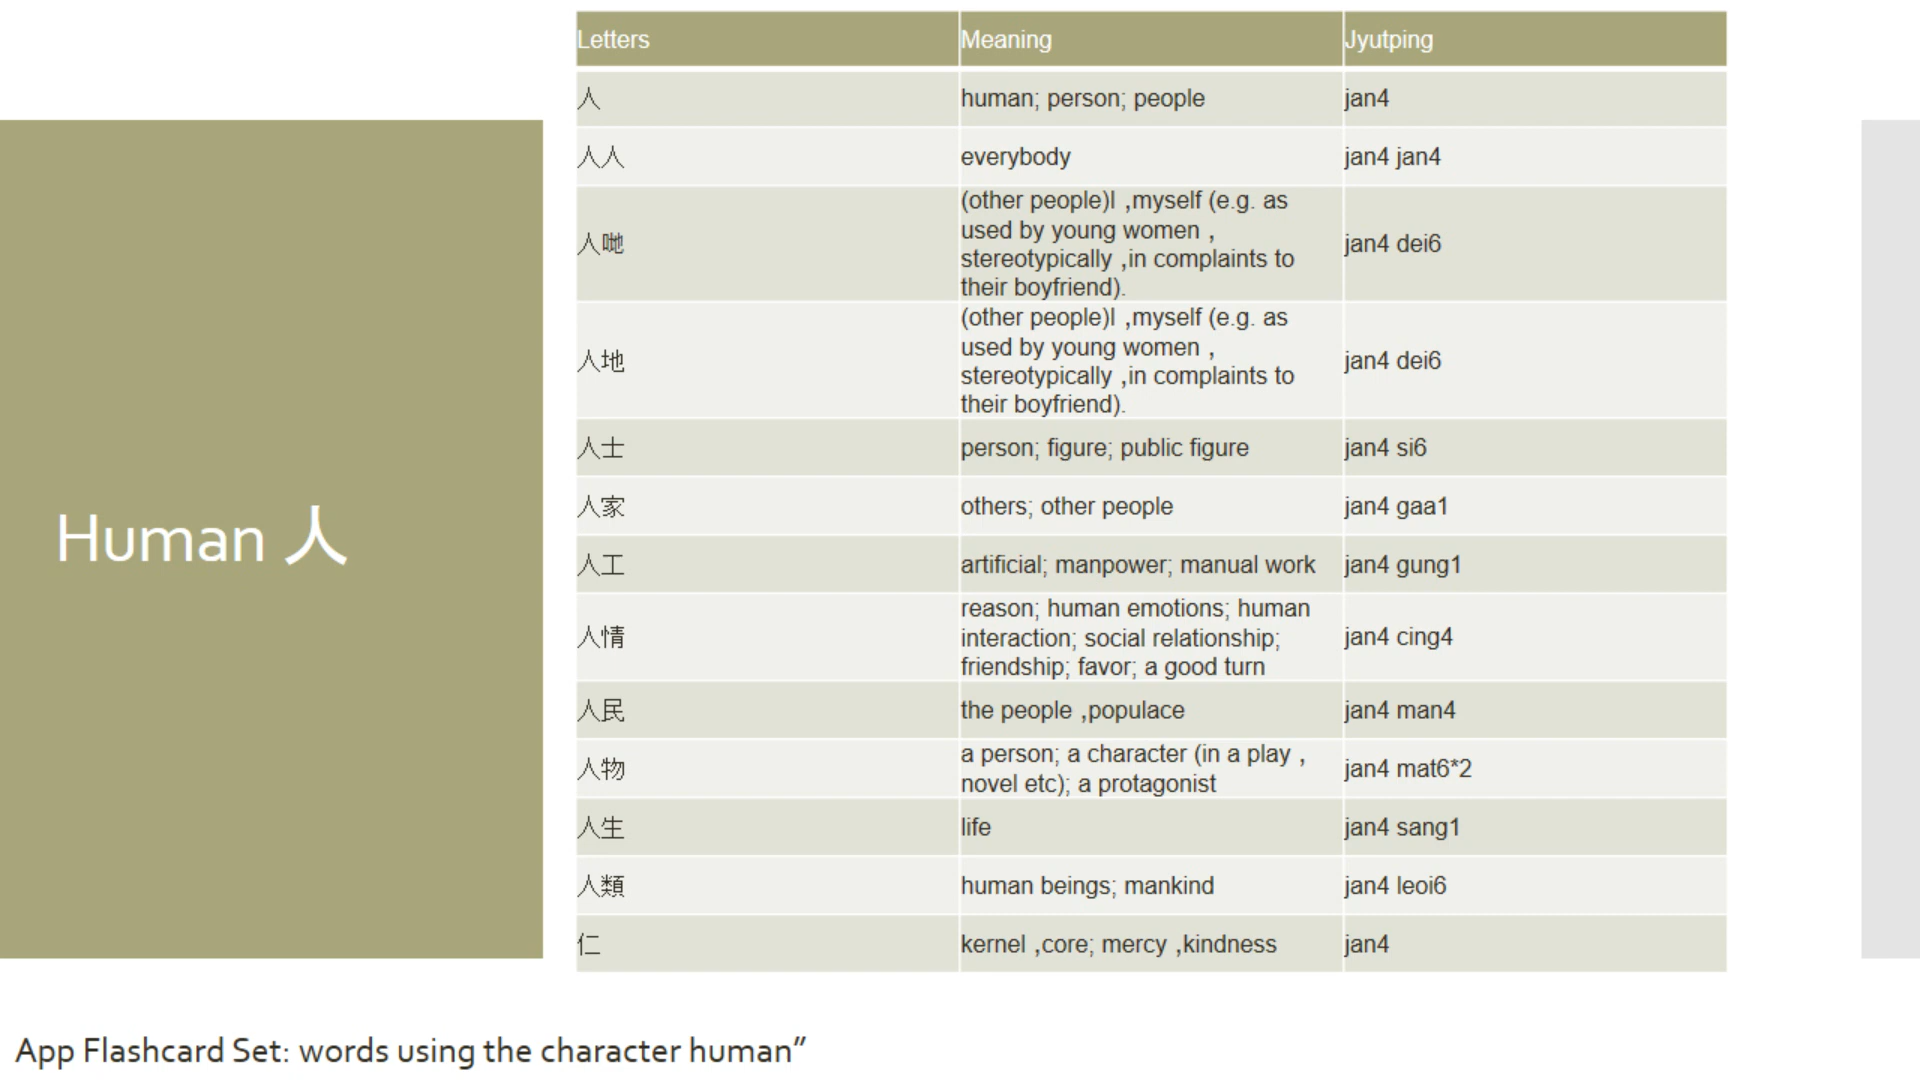 Human 人
Letters Meaning Jyutping
人 human; person; people jan4
人人 everybody jan4 jan4
人哋 (other people)I ,myself (e.g. as used by young women , stereotypically ,in complaints to their boyfriend). jan4 dei6
人地 (other people)I ,myself (e.g. as used by young women , stereotypically ,in complaints to their boyfriend). jan4 dei6
人士 person; figure; public figure jan4 si6
人家 others; other people jan4 gaa1
人工 artificial; manpower; manual work jan4 gung1
人情 reason; human emotions; human interaction; social relationship; friendship; favor; a good turn jan4 cing4
人民 the people ,populace jan4 man4
人物 a person; a character (in a play , novel etc); a protagonist jan4 mat6*2
人生 life jan4 sang1
人類 human beings; mankind jan4 leoi6
仁 kernel ,core; mercy ,kindness jan4
App Flashcard Set: words using the character human”